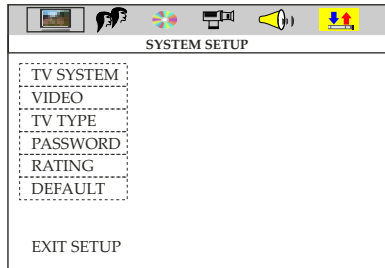 SYSTEM SETUP
TV SYSTEM
VIDEO
TV TYPE
PASSWORD
RATING
DEFAULT
EXIT SETUP